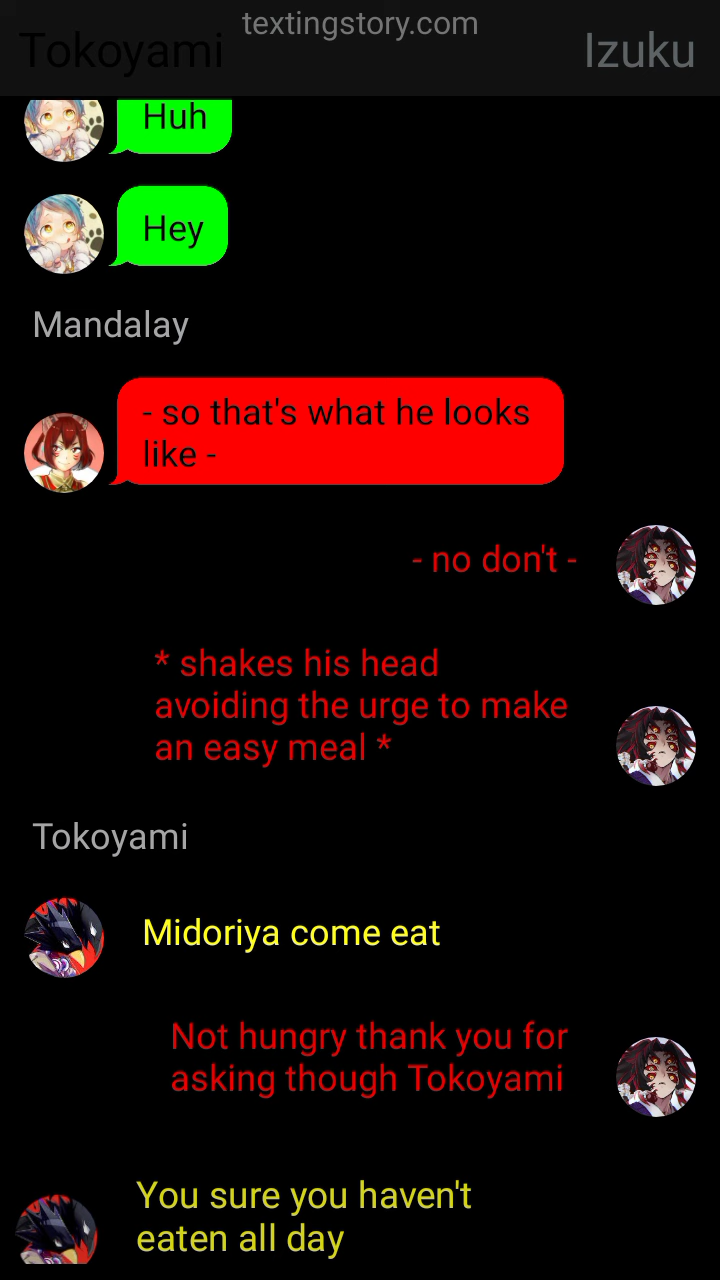 textingstory.com
Tokoyami
Izuku
Huh
Hey
Mandalay
- so that's what he looks
like -
- no don't -
* shakes his head
avoiding the urge to make
an easy meal *
Tokoyami
Midoriya come eat
Not hungry thank you for
asking though Tokoyami
You sure you haven't
eaten all day